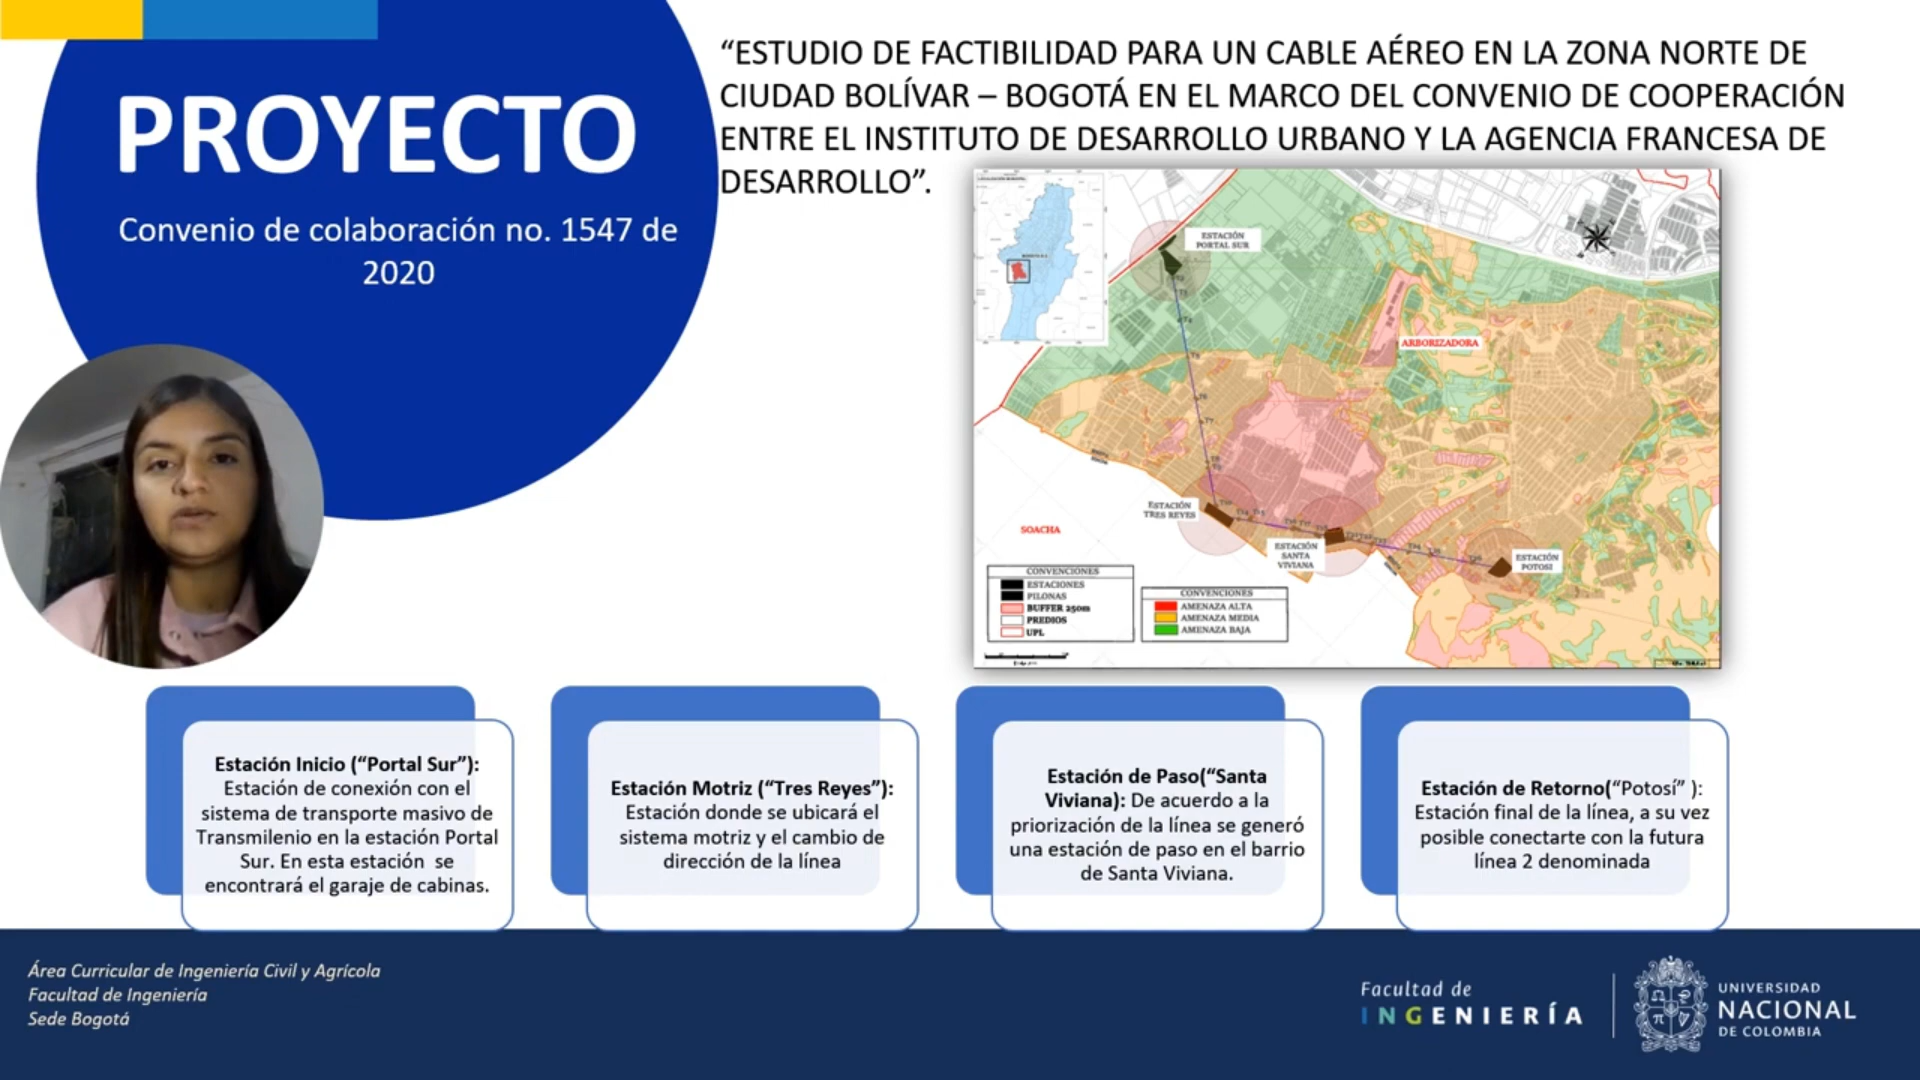 PROYECTO
Convenio de colaboración no. 1547 de
2020
“ESTUDIO DE FACTIBILIDAD PARA UN CABLE AÉREO EN LA ZONA NORTE DE
CIUDAD BOLÍVAR – BOGOTÁ EN EL MARCO DEL CONVENIO DE COOPERACIÓN
ENTRE EL INSTITUTO DE DESARROLLO URBANO Y LA AGENCIA FRANCESA DE
DESARROLLO”.
ESTACIÓN
PORTAL SUR
ARBORIZADORA
ESTACIÓN
TRES REYES
SOACHA
ESTACIÓN
SANTA
VIVIANA
ESTACIÓN
POTOSI
CONVENCIONES
ESTACIONES
PILONAS
BUFFER 250m
PREDIOS
UPL
CONVENCIONES
AMENAZA ALTA
AMENAZA MEDIA
AMENAZA BAJA
Estación Inicio (“Portal Sur”):
Estación de conexión con el
sistema de transporte masivo de
Transmilenio en la estación Portal
Sur. En esta estación se
encontrará el garaje de cabinas.
Estación Motriz (“Tres Reyes”):
Estación donde se ubicará el
sistema motriz y el cambio de
dirección de la línea
Estación de Paso(“Santa
Viviana): De acuerdo a la
priorización de la línea se generó
una estación de paso en el barrio
de Santa Viviana.
Estación de Retorno(“Potosí” ):
Estación final de la línea, a su vez
posible conectarte con la futura
línea 2 denominada
Área Curricular de Ingeniería Civil y Agrícola
Facultad de Ingeniería
Sede Bogotá
Facultad de
INGENIERÍA
UNIVERSIDAD
NACIONAL
DE COLOMBIA